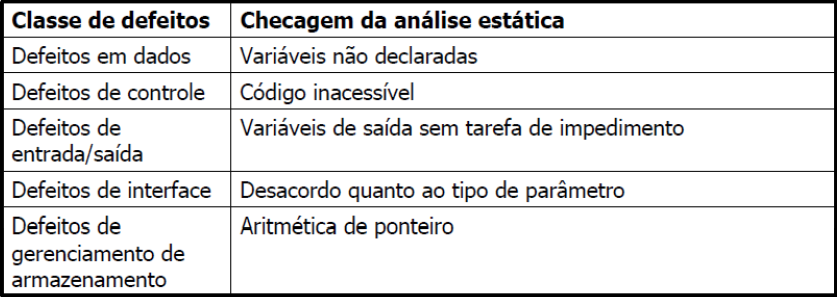 Classe de defeitos Checagem da análise estática
Defeitos em dados Variáveis não declaradas
Defeitos de controle Código inacessível
Defeitos de Variáveis de saída sem tarefa de impedimento
entrada/saída
Defeitos de interface Desacordo quanto ao tipo de parâmetro
Defeitos de Aritmética de ponteiro
gerenciamento de
armazenamento